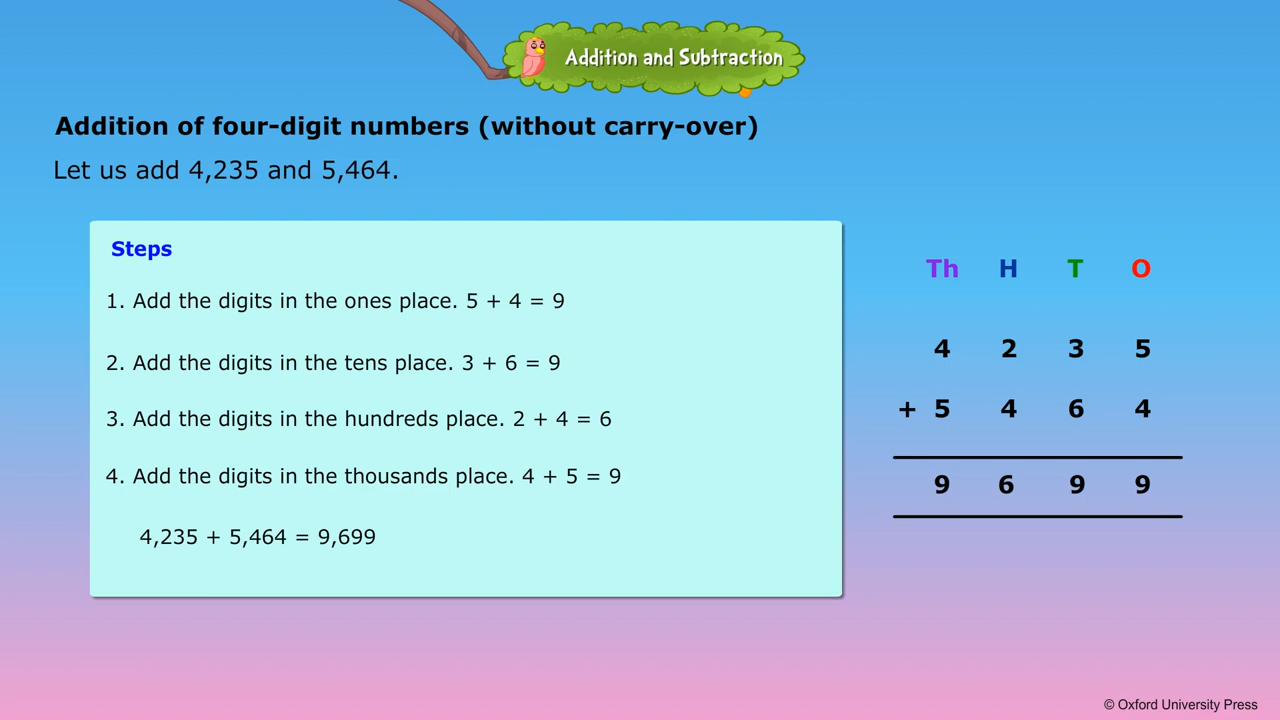 Addition and Subtraction
Addition of four-digit numbers (without carry-over)
Let us add 4,235 and 5,464.
Steps
1. Add the digits in the ones place. 5 + 4 = 9
2. Add the digits in the tens place. 3 + 6 = 9
3. Add the digits in the hundreds place. 2 + 4 = 6
4. Add the digits in the thousands place. 4 + 5 = 9
4,235 + 5,464 = 9,699
Th H T O
4 2 3 5
+ 5 4 6 4
9 6 9 9
© Oxford University Press